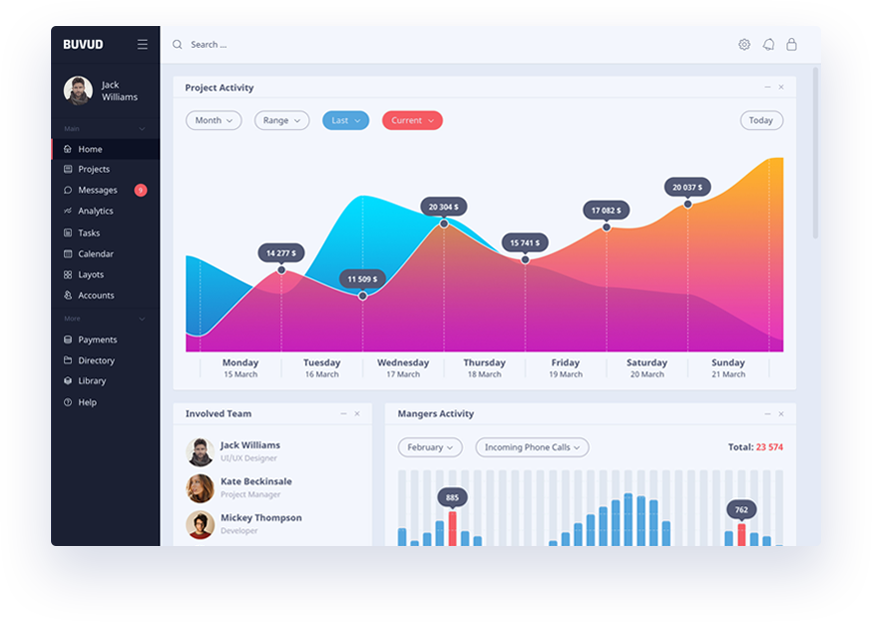 BUVUD
Search ...
Jack
Williams
Main
Home
Projects
Messages 9
Analytics
Tasks
Calendar
Layots
Accounts
More
Payments
Directory
Library
Help
Project Activity
Month
Range
Last
Current
Today
14 277 $
11 509 $
20 304 $
15 741 $
17 082 $
20 037 $
Monday
15 March
Tuesday
16 March
Wednesday
17 March
Thursday
18 March
Friday
19 March
Saturday
20 March
Sunday
21 March
Involved Team
Jack Williams
UI/UX Designer
Kate Beckinsale
Project Manager
Mickey Thompson
Developer
Mangers Activity
February
Incoming Phone Calls
Total: 23 574
885
762